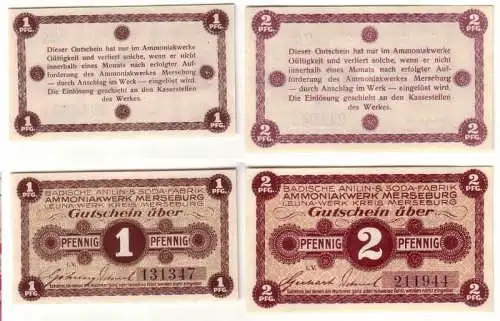 1 PFG.
1 PFG.
Dieser Gutschein hat nur im Ammoniakwerke
Gültigkeit und verliert solche, wenn er nicht
innerhalb eines Monats nach erfolgter Auf-
forderung des Ammoniakwerkes Merseburg
— durch Anschlag im Werk — eingelöst wird.
Die Einlösung geschieht an den Kassestellen
des Werkes.
1 PFG.
1 PFG.
2 PFG.
2 PFG.
Dieser Gutschein hat nur im Ammoniakwerke
Gültigkeit und verliert solche, wenn er nicht
innerhalb eines Monats nach erfolgter Auf-
forderung des Ammoniakwerkes Merseburg
— durch Anschlag im Werk — eingelöst wird.
Die Einlösung geschieht an den Kassestellen
des Werkes.
2 PFG.
2 PFG.
1 PFG.
1 PFG.
BADISCHE ANILIN-& SODA-FABRIK
AMMONIAKWERK MERSEBURG
LEUNA-WERK KREIS MERSEBURG
Gutschein über
PFENNIG 1 PFENNIG
I.V.
131347
1 PFG.
1 PFG.
2 PFG.
2 PFG.
BADISCHE ANILIN-& SODA-FABRIK
AMMONIAKWERK MERSEBURG
LEUNA-WERK KREIS MERSEBURG
Gutschein über
PFENNIG 2 PFENNIG
I.V.
211944
2 PFG.
2 PFG.